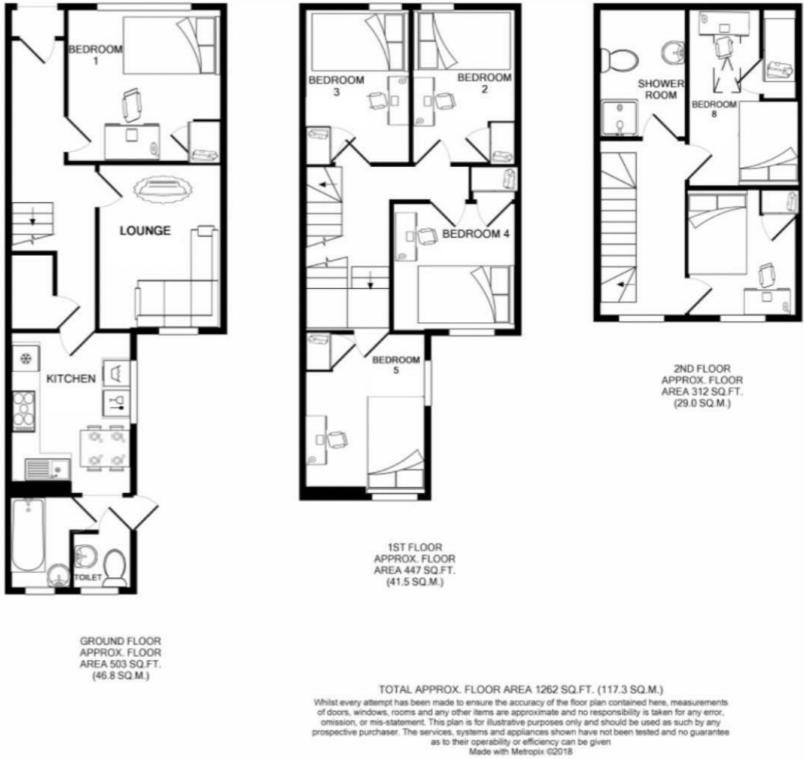 BEDROOM
1
LOUNGE
KITCHEN
TOILET
GROUND FLOOR
APPROX. FLOOR
AREA 503 SQ.FT.
(46.8 SQ.M.)
BEDROOM
3
BEDROOM
2
BEDROOM 4
BEDROOM
5
1ST FLOOR
APPROX. FLOOR
AREA 447 SQ.FT.
(41.5 SQ.M.)
SHOWER
ROOM
BEDROOM
8
2ND FLOOR
APPROX. FLOOR
AREA 312 SQ.FT.
(29.0 SQ.M.)
TOTAL APPROX. FLOOR AREA 1262 SQ.FT. (117.3 SQ.M.)
Whilst every attempt has been made to ensure the accuracy of the floor plan contained here, measurements
of doors, windows, rooms and any other items are approximate and no responsibility is taken for any error,
omission, or mis-statement. This plan is for illustrative purposes only and should be used as such by any
prospective purchaser. The services, systems and appliances shown have not been tested and no guarantee
as to their operability or efficiency can be given
Made with Metropix ©2018